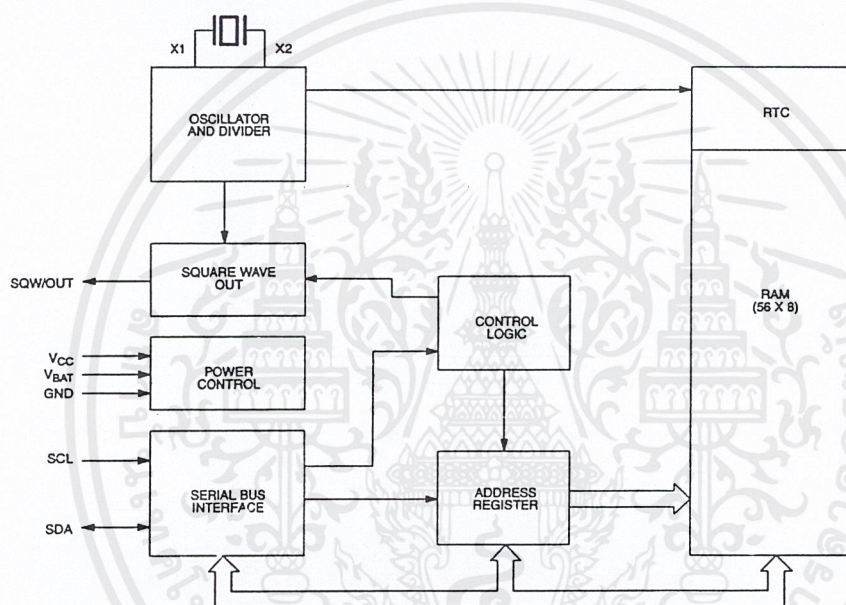 X1
X2
OSCILLATOR
AND DIVIDER
RTC
SQUARE WAVE
OUT
SQW/OUT
CONTROL
LOGIC
RAM
(56 X 8)
VCC
VBAT
GND
POWER
CONTROL
SCL
SERIAL BUS
INTERFACE
SDA
ADDRESS
REGISTER